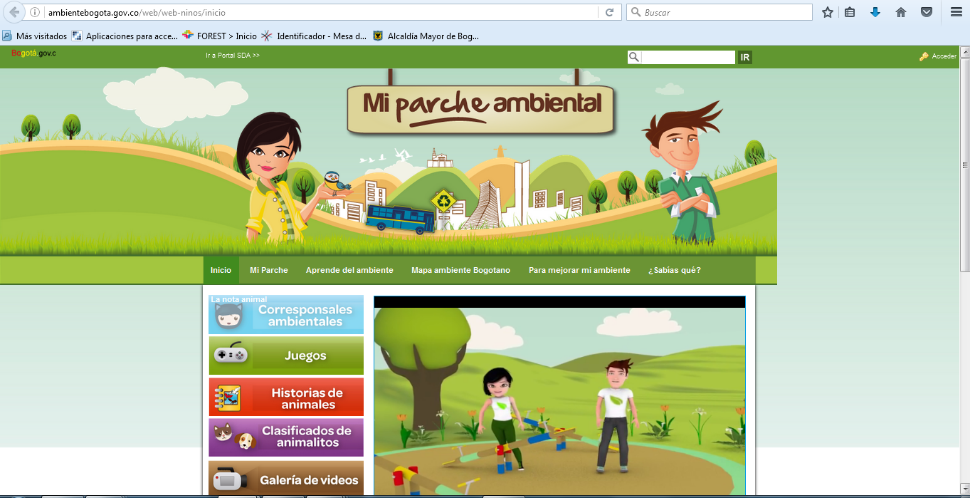 ambientebogota.gov.co/web/web-ninos/inicio
Buscar
Más visitados
Aplicaciones para acce...
FOREST > Inicio
Identificador - Mesa d...
Alcaldía Mayor de Bog...
Bogotá.gov.c
Ir a Portal SDA >>
IR
Acceder
Mi parche ambiental
Inicio
Mi Parche
Aprende del ambiente
Mapa ambiente Bogotano
Para mejorar mi ambiente
¿Sabias qué?
La nota animal
Corresponsales
ambientales
Juegos
Historias de
animales
Clasificados de
animalitos
Galería de videos